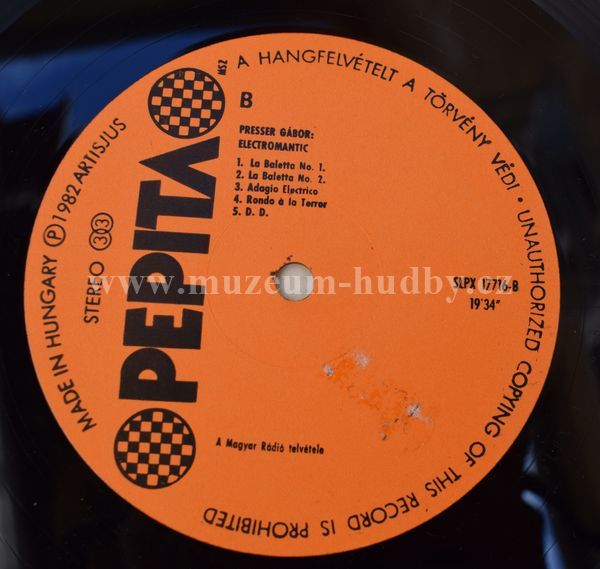 MADE IN HUNGARY Ⓟ 1982 ARTISJUS
MSZ A HANGFELVÉTELT A TÖRVÉNY VÉDI • UNAUTHORIZED COPYING OF THIS RECORD IS PROHIBITED
STEREO 303
PEPITA
B
PRESSER GÁBOR:
ELECTROMANTIC
1. La Baletta No. 1.
2. La Baletta No. 2.
3. Adagio Electrico
4. Rondo à la Terror
5. D. D.
www.muzeum-hudby.cz
SLPX 17716-B
19'34"
A Magyar Rádió felvétele